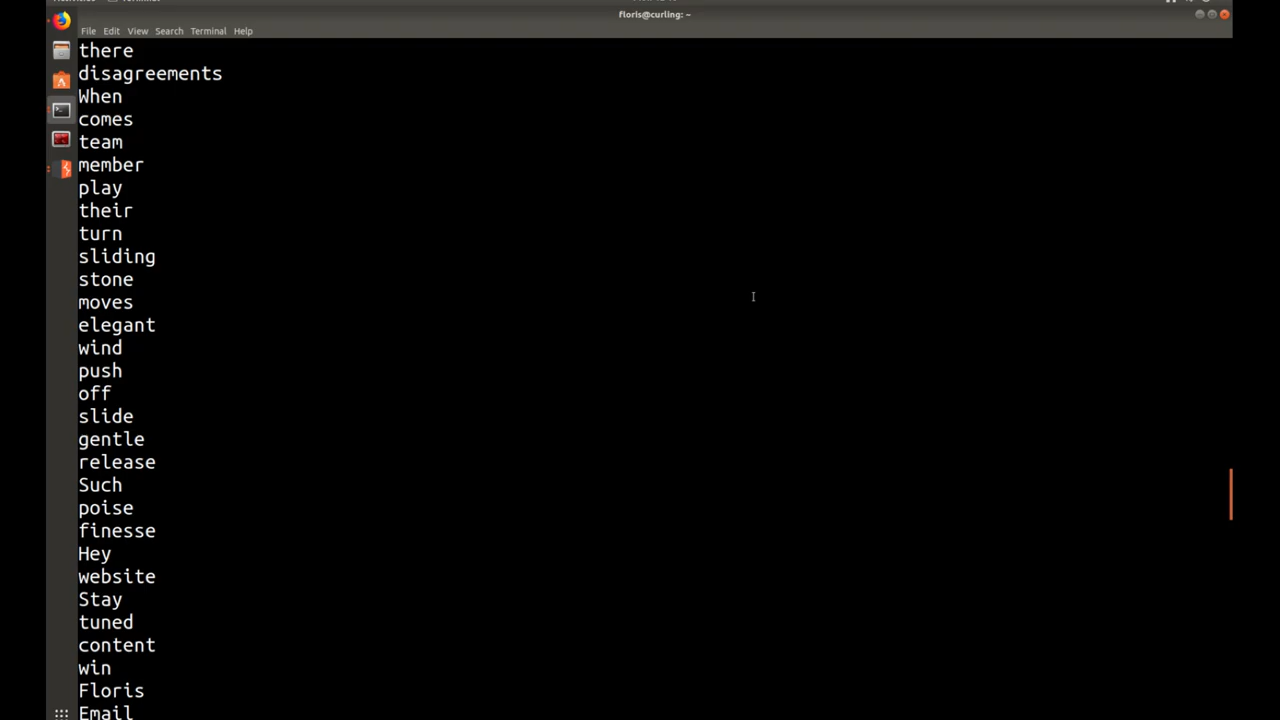 floris@curling: ~
File Edit View Search Terminal Help
there
disagreements
When
comes
team
member
play
their
turn
sliding
stone
moves
elegant
wind
push
off
slide
gentle
release
Such
poise
finesse
Hey
website
Stay
tuned
content
win
Floris
Email